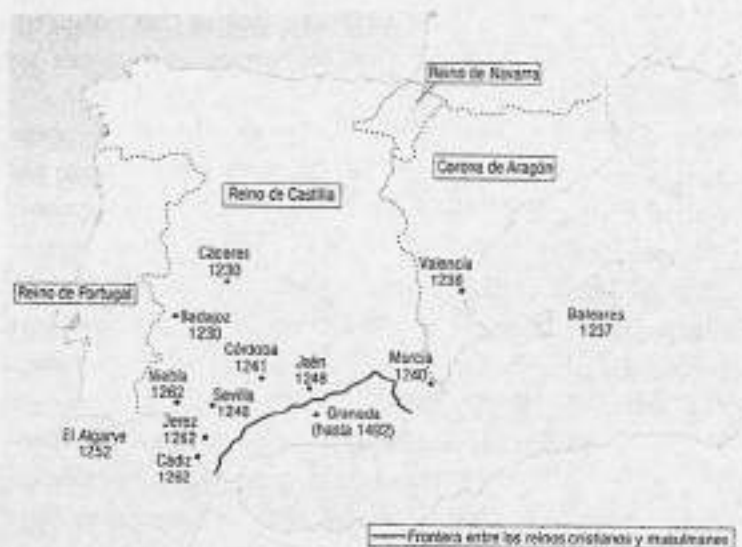 Reino de Navarra
Corona de Aragón
Reino de Castilla
Cáceres
1230
Valencia
1236
Reino de Portugal
Badajoz
1230
Baleares
1237
Córdoba
1241
Jaén
1248
Murcia
1240
Niebla
1262
Sevilla
1248
Granada
(hasta 1492)
El Algarve
1252
Jerez
1262
Cádiz
1262
Frontera entre los reinos cristianos y musulmanes